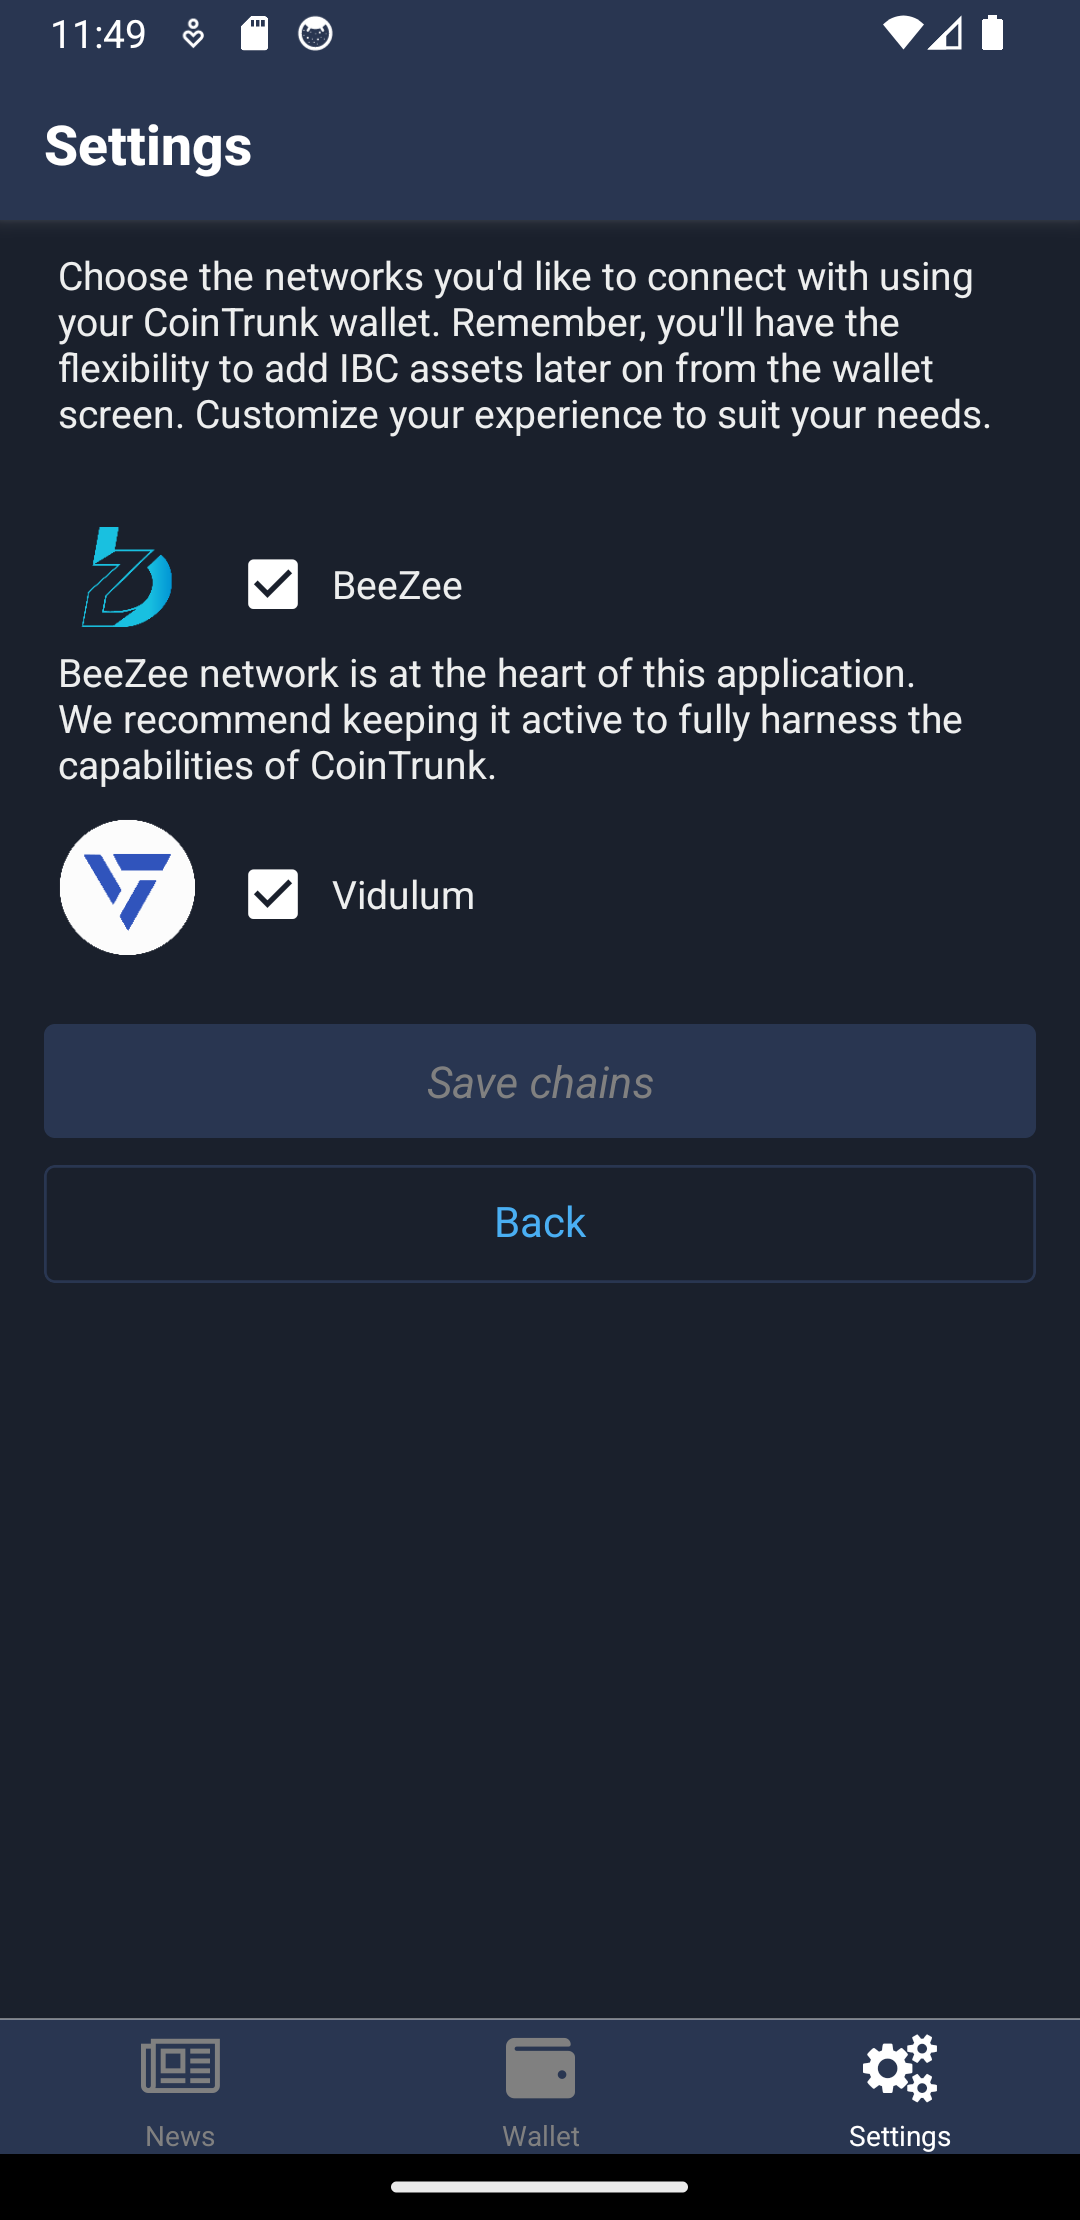 11:49
Settings
Choose the networks you'd like to connect with using
your CoinTrunk wallet. Remember, you'll have the
flexibility to add IBC assets later on from the wallet
screen. Customize your experience to suit your needs.
BeeZee
BeeZee network is at the heart of this application.
We recommend keeping it active to fully harness the
capabilities of CoinTrunk.
Vidulum
Save chains
Back
News
Wallet
Settings